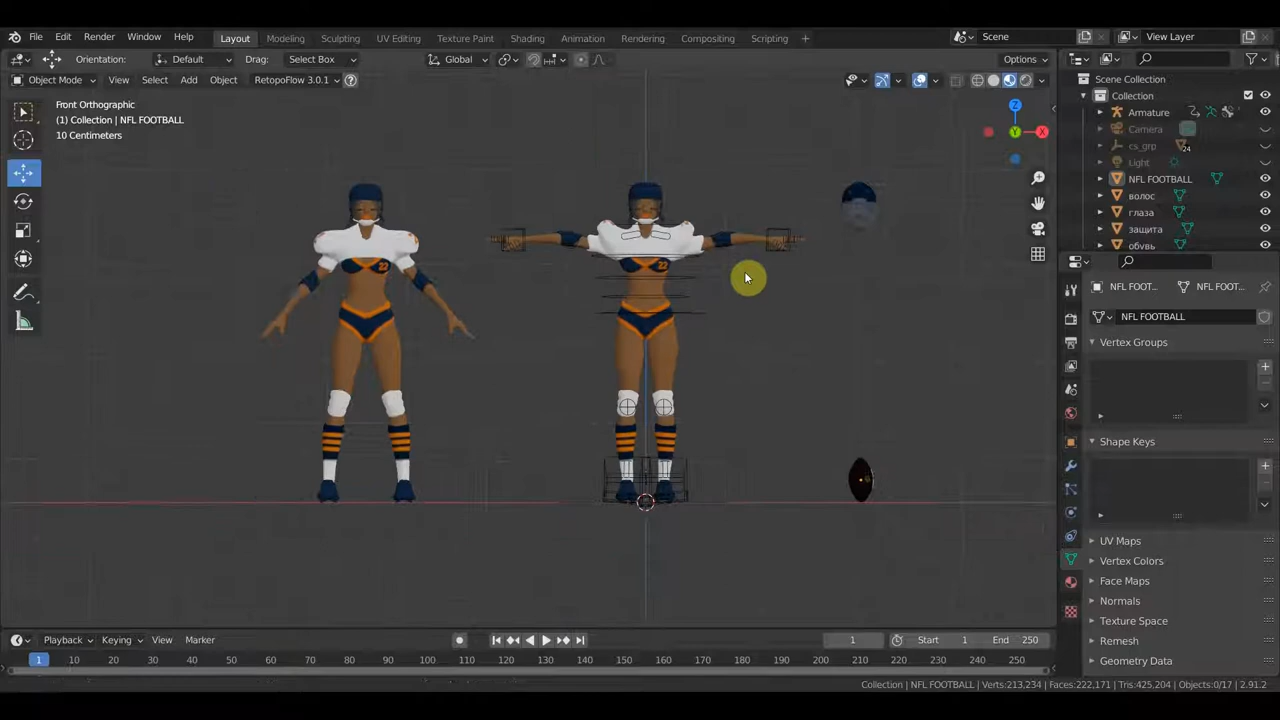 File Edit Render Window Help Layout Modeling Sculpting UV Editing Texture Paint Shading Animation Rendering Compositing Scripting + Scene View Layer
Orientation: Default Drag: Select Box Global Options
Object Mode View Select Add Object RetopoFlow 3.0.1 ?
Scene Collection
Collection
Armature
Camera
cs_grp 24
Light
NFL FOOTBALL
волос
глаза
защита
обувь
Front Orthographic
(1) Collection | NFL FOOTBALL
10 Centimeters
Z
Y
X
22
22
NFL FOOT... NFL FOOT...
NFL FOOTBALL
Vertex Groups
Shape Keys
UV Maps
Vertex Colors
Face Maps
Normals
Texture Space
Remesh
Geometry Data
Playback Keying View Marker 1 Start 1 End 250
1 10 20 30 40 50 60 70 80 90 100 110 120 130 140 150 160 170 180 190 200 210 220 230 240 250
Collection | NFL FOOTBALL | Verts:213,234 | Faces:222,171 | Tris:425,204 | Objects:0/17 | 2.91.2